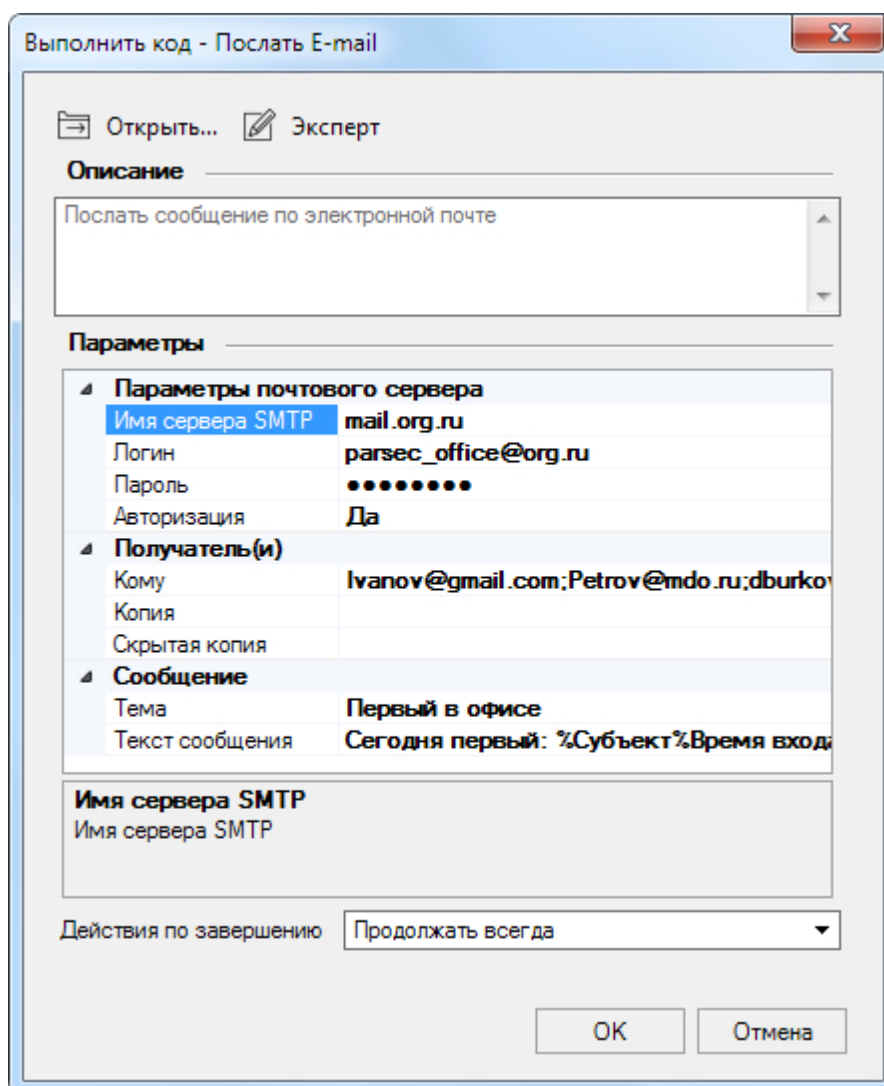 Выполнить код - Послать E-mail
Открыть... Эксперт
Описание
Послать сообщение по электронной почте
Параметры
Параметры почтового сервера
Имя сервера SMTP mail.org.ru
Логин parsec_office@org.ru
Пароль ●●●●●●●●
Авторизация Да
Получатель(и)
Кому Ivanov@gmail.com;Petrov@mdo.ru;dburkov
Копия
Скрытая копия
Сообщение
Тема Первый в офисе
Текст сообщения Сегодня первый: %Субъект%Время входа
Имя сервера SMTP
Имя сервера SMTP
Действия по завершению Продолжать всегда
OK Отмена